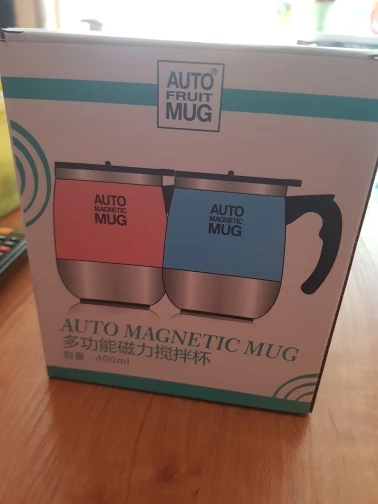 AUTO®
FRUIT
MUG
AUTO
MAGNETIC
MUG
AUTO
MAGNETIC
MUG
AUTO MAGNETIC MUG
多功能磁力搅拌杯
容量：400ml